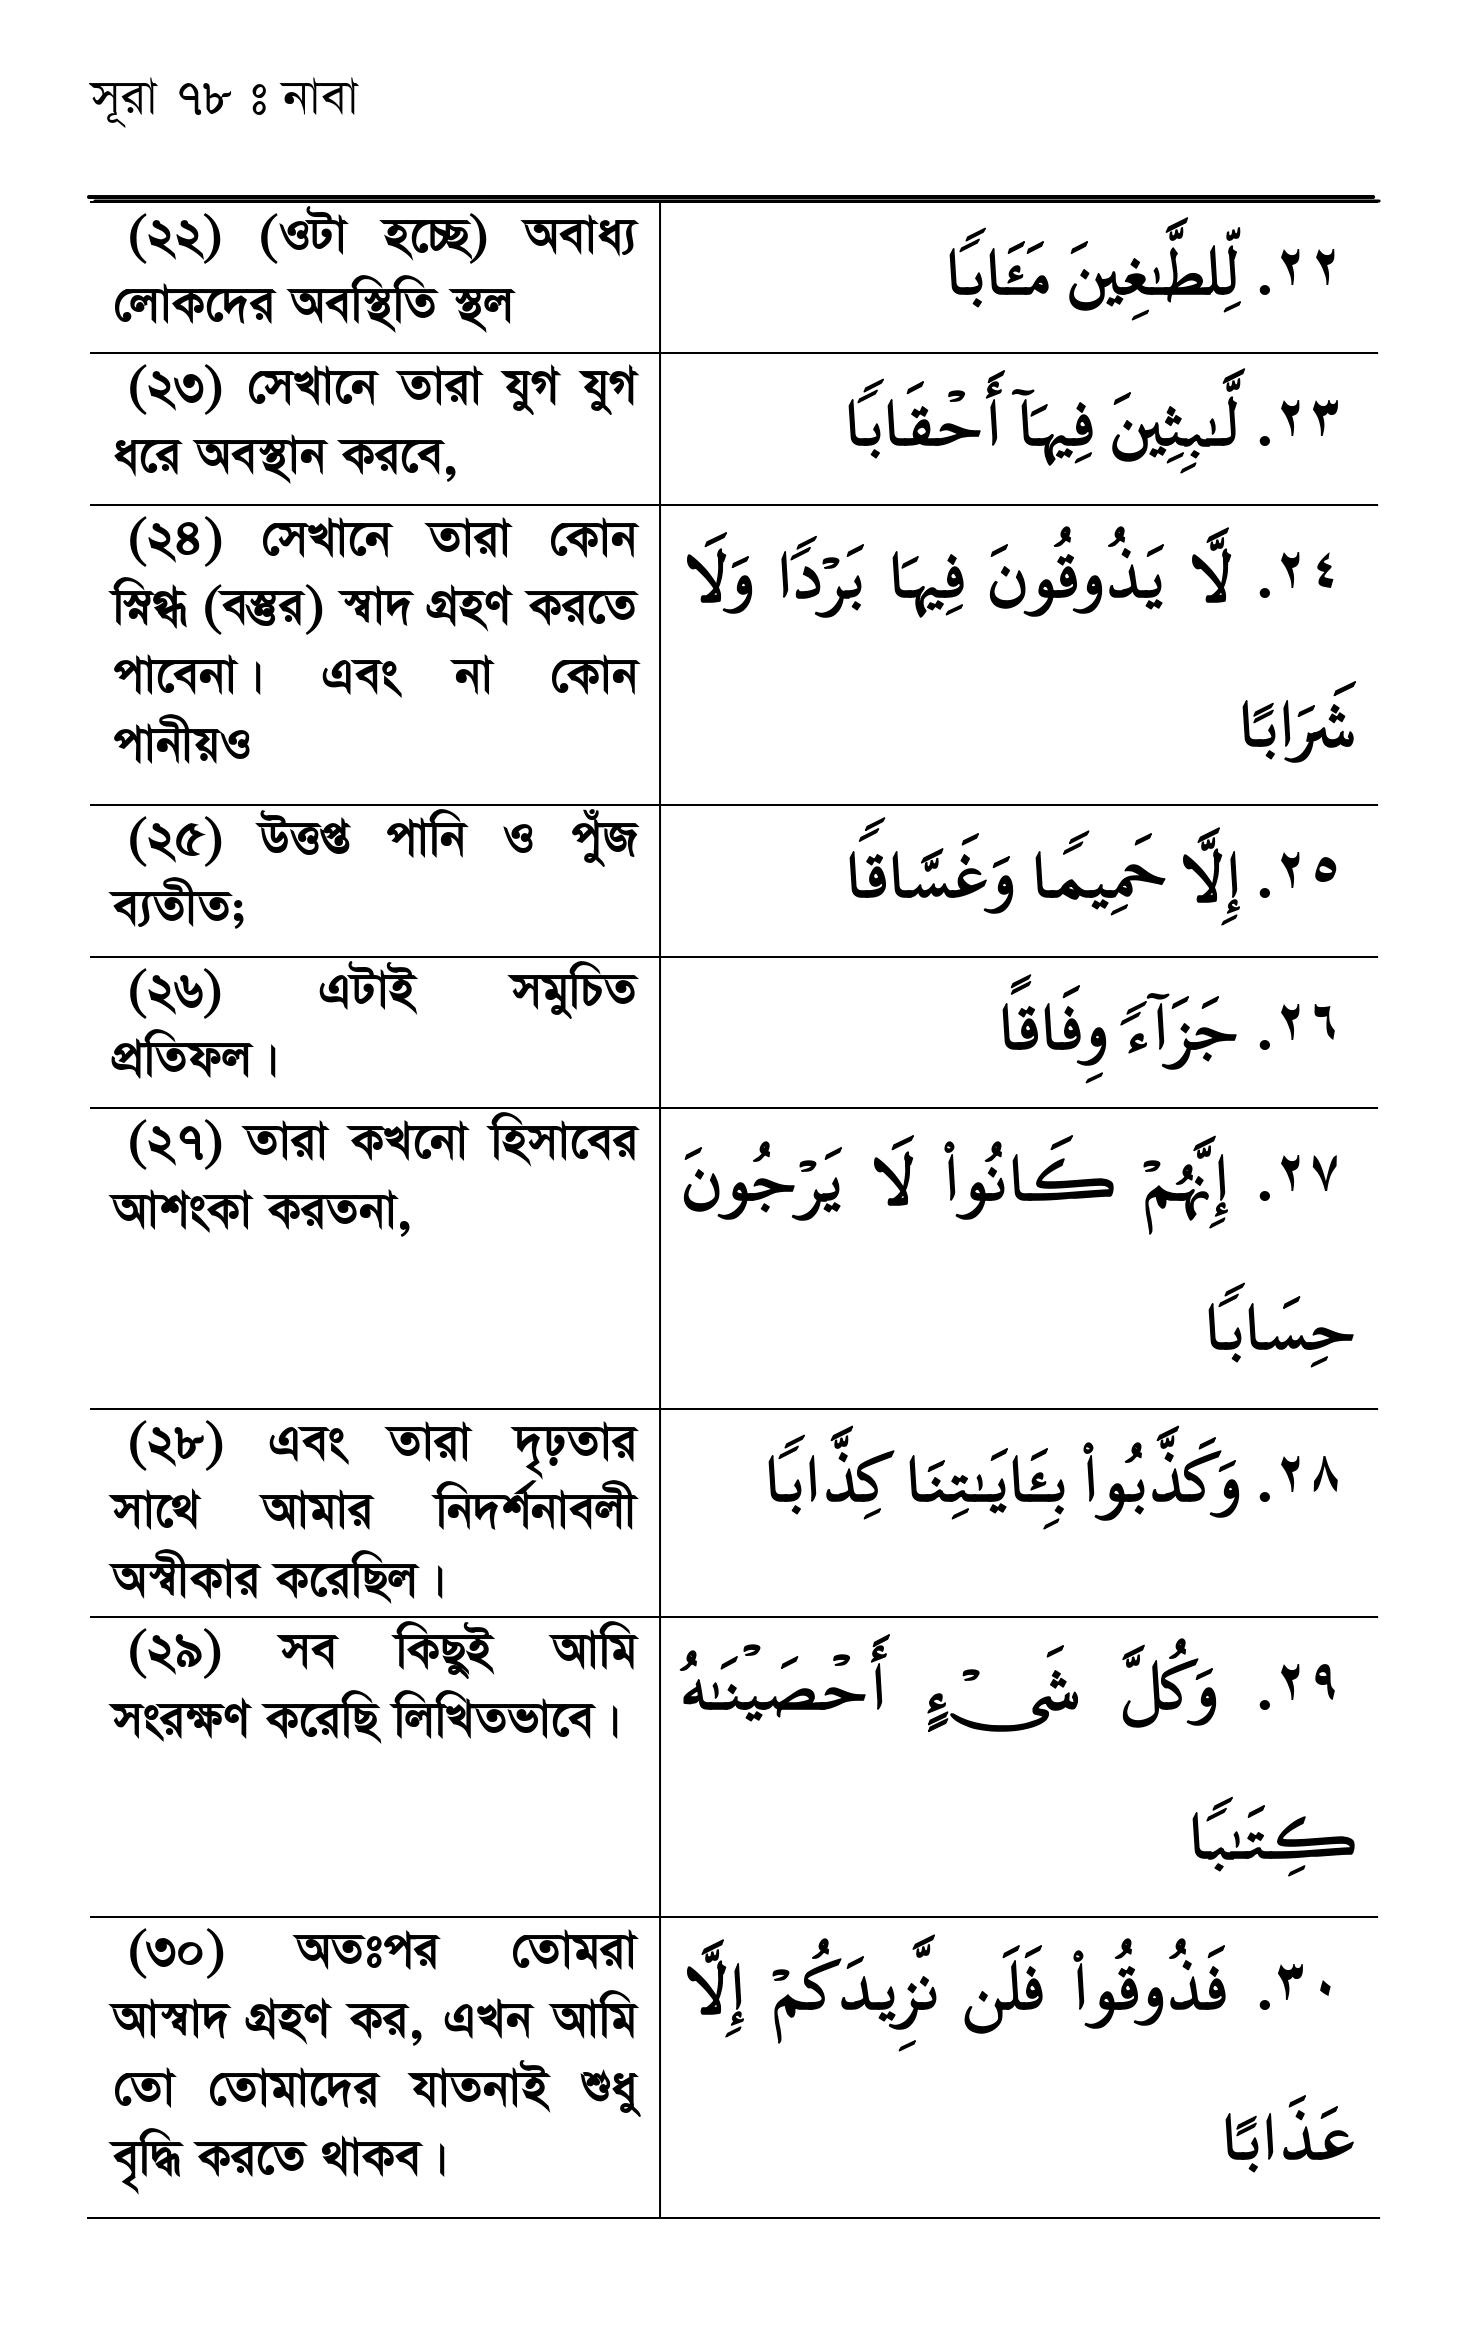 সূরা ৭৮ ঃ নাবা
(২২) (ওটা হচ্ছে) অবাধ্য
লোকদের অবস্থিতি স্থল
٢٢. لِّلطَّـٰغِينَ مَـَٔابًا
(২৩) সেখানে তারা যুগ যুগ
ধরে অবস্থান করবে,
٢٣. لَّـٰبِثِينَ فِيهَآ أَحْقَابًا
(২৪) সেখানে তারা কোন
স্নিগ্ধ (বস্তুর) স্বাদ গ্রহণ করতে
পাবেনা। এবং না কোন
পানীয়ও
٢٤. لَّا يَذُوقُونَ فِيهَا بَرْدًا وَلَا
شَرَابًا
(২৫) উত্তপ্ত পানি ও পুঁজ
ব্যতীত;
٢٥. إِلَّا حَمِيمًا وَغَسَّاقًا
(২৬) এটাই সমুচিত
প্রতিফল।
٢٦. جَزَآءً وِفَاقًا
(২৭) তারা কখনো হিসাবের
আশংকা করতনা,
٢٧. إِنَّهُمْ كَانُوا۟ لَا يَرْجُونَ
حِسَابًا
(২৮) এবং তারা দৃঢ়তার
সাথে আমার নিদর্শনাবলী
অস্বীকার করেছিল।
٢٨. وَكَذَّبُوا۟ بِـَٔايَـٰتِنَا كِذَّابًا
(২৯) সব কিছুই আমি
সংরক্ষণ করেছি লিখিতভাবে।
٢٩. وَكُلَّ شَىْءٍ أَحْصَيْنَـٰهُ
كِتَـٰبًا
(৩০) অতঃপর তোমরা
আস্বাদ গ্রহণ কর, এখন আমি
তো তোমাদের যাতনাই শুধু
বৃদ্ধি করতে থাকব।
٣٠. فَذُوقُوا۟ فَلَن نَّزِيدَكُمْ إِلَّا
عَذَابًا